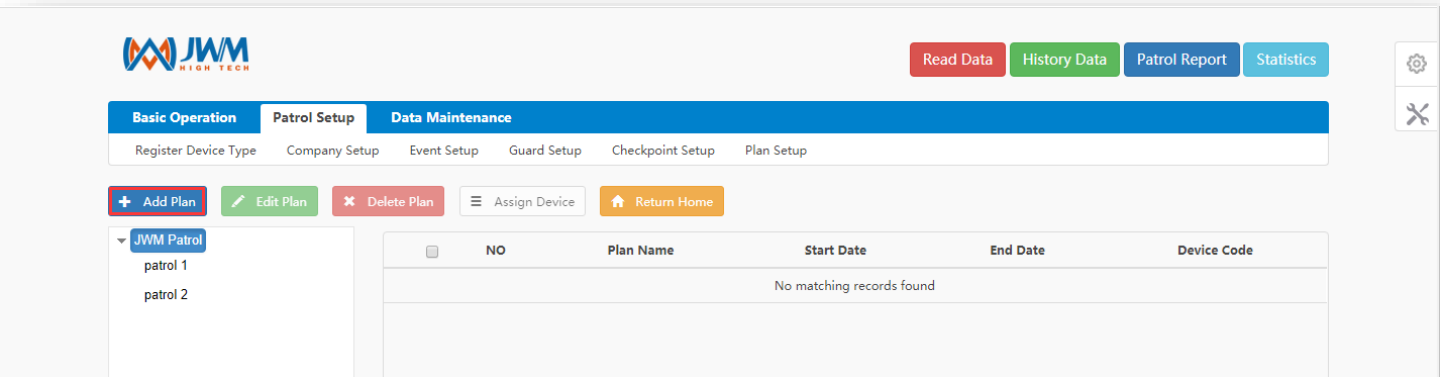 JWM
HIGH TECH
Read Data History Data Patrol Report Statistics
Basic Operation Patrol Setup Data Maintenance
Register Device Type Company Setup Event Setup Guard Setup Checkpoint Setup Plan Setup
Add Plan Edit Plan Delete Plan Assign Device Return Home
JWM Patrol
NO Plan Name Start Date End Date Device Code
patrol 1
No matching records found
patrol 2